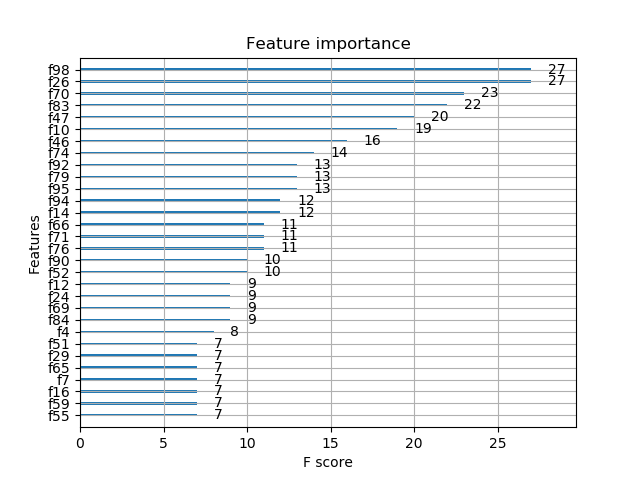 Feature importance
f98 27
f26 27
f70 23
f83 22
f47 20
f10 19
f46 16
f74 14
f92 13
f79 13
f95 13
f94 12
f14 12
f66 11
f71 11
f76 11
f90 10
f52 10
f12 9
f24 9
f69 9
f84 9
f4 8
f51 7
f29 7
f65 7
f7 7
f16 7
f59 7
f55 7
Features
0 5 10 15 20 25
F score